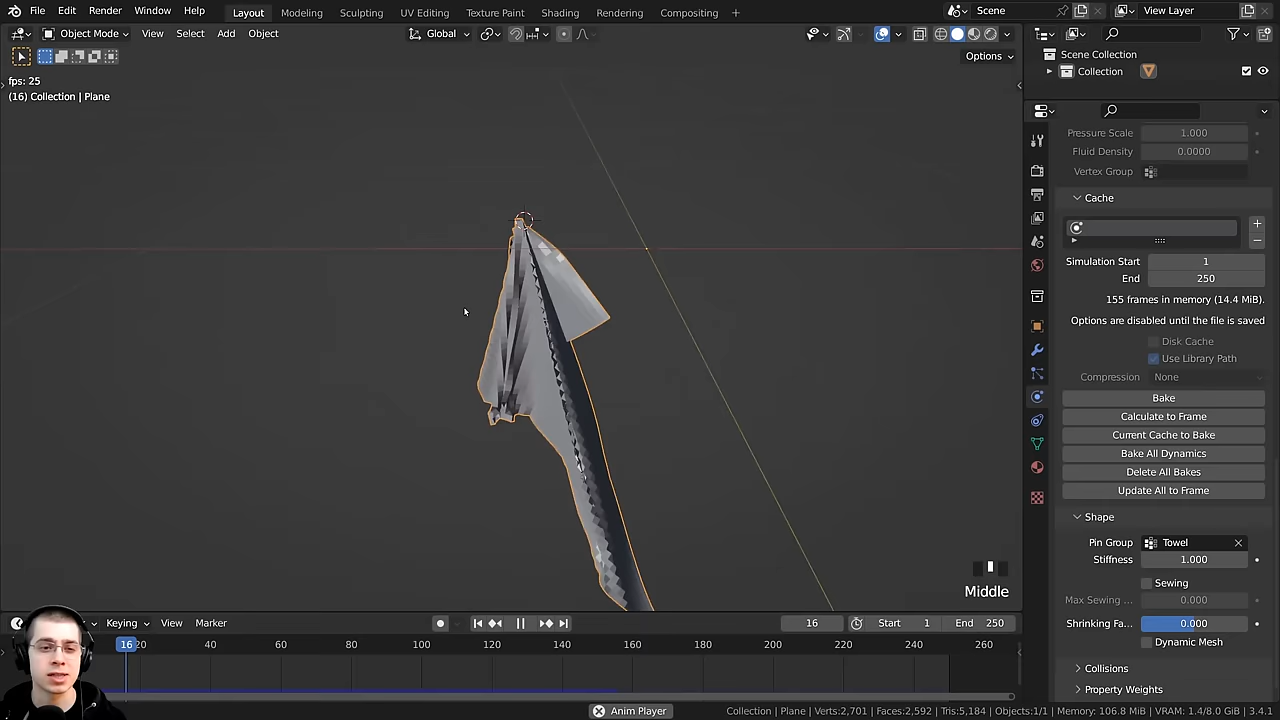 File Edit Render Window Help
Layout Modeling Sculpting UV Editing Texture Paint Shading Rendering Compositing +
Scene
View Layer
Object Mode View Select Add Object
Global
Options
fps: 25
(16) Collection | Plane
Scene Collection
Collection
Pressure Scale 1.000
Fluid Density 0.0000
Vertex Group
Cache
Simulation Start 1
End 250
155 frames in memory (14.4 MiB).
Options are disabled until the file is saved
Disk Cache
Use Library Path
Compression None
Bake
Calculate to Frame
Current Cache to Bake
Bake All Dynamics
Delete All Bakes
Update All to Frame
Shape
Pin Group Towel
Stiffness 1.000
Sewing
Max Sewing ... 0.000
Shrinking Fa... 0.000
Dynamic Mesh
Collisions
Property Weights
Middle
Keying View Marker
16
Start 1
End 250
16 20 40 60 80 100 120 140 160 180 200 220 240 260
Anim Player
Collection | Plane | Verts:2,701 | Faces:2,592 | Tris:5,184 | Objects:1/1 | Memory: 106.8 MiB | VRAM: 1.4/8.0 GiB | 3.4.1